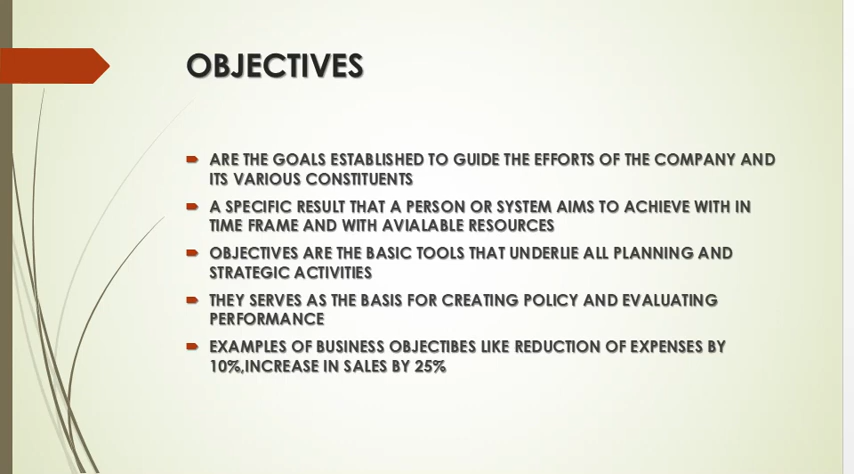 OBJECTIVES
ARE THE GOALS ESTABLISHED TO GUIDE THE EFFORTS OF THE COMPANY AND
ITS VARIOUS CONSTITUENTS
A SPECIFIC RESULT THAT A PERSON OR SYSTEM AIMS TO ACHIEVE WITH IN
TIME FRAME AND WITH AVIALABLE RESOURCES
OBJECTIVES ARE THE BASIC TOOLS THAT UNDERLIE ALL PLANNING AND
STRATEGIC ACTIVITIES
THEY SERVES AS THE BASIS FOR CREATING POLICY AND EVALUATING
PERFORMANCE
EXAMPLES OF BUSINESS OBJECTIBES LIKE REDUCTION OF EXPENSES BY
10%,INCREASE IN SALES BY 25%